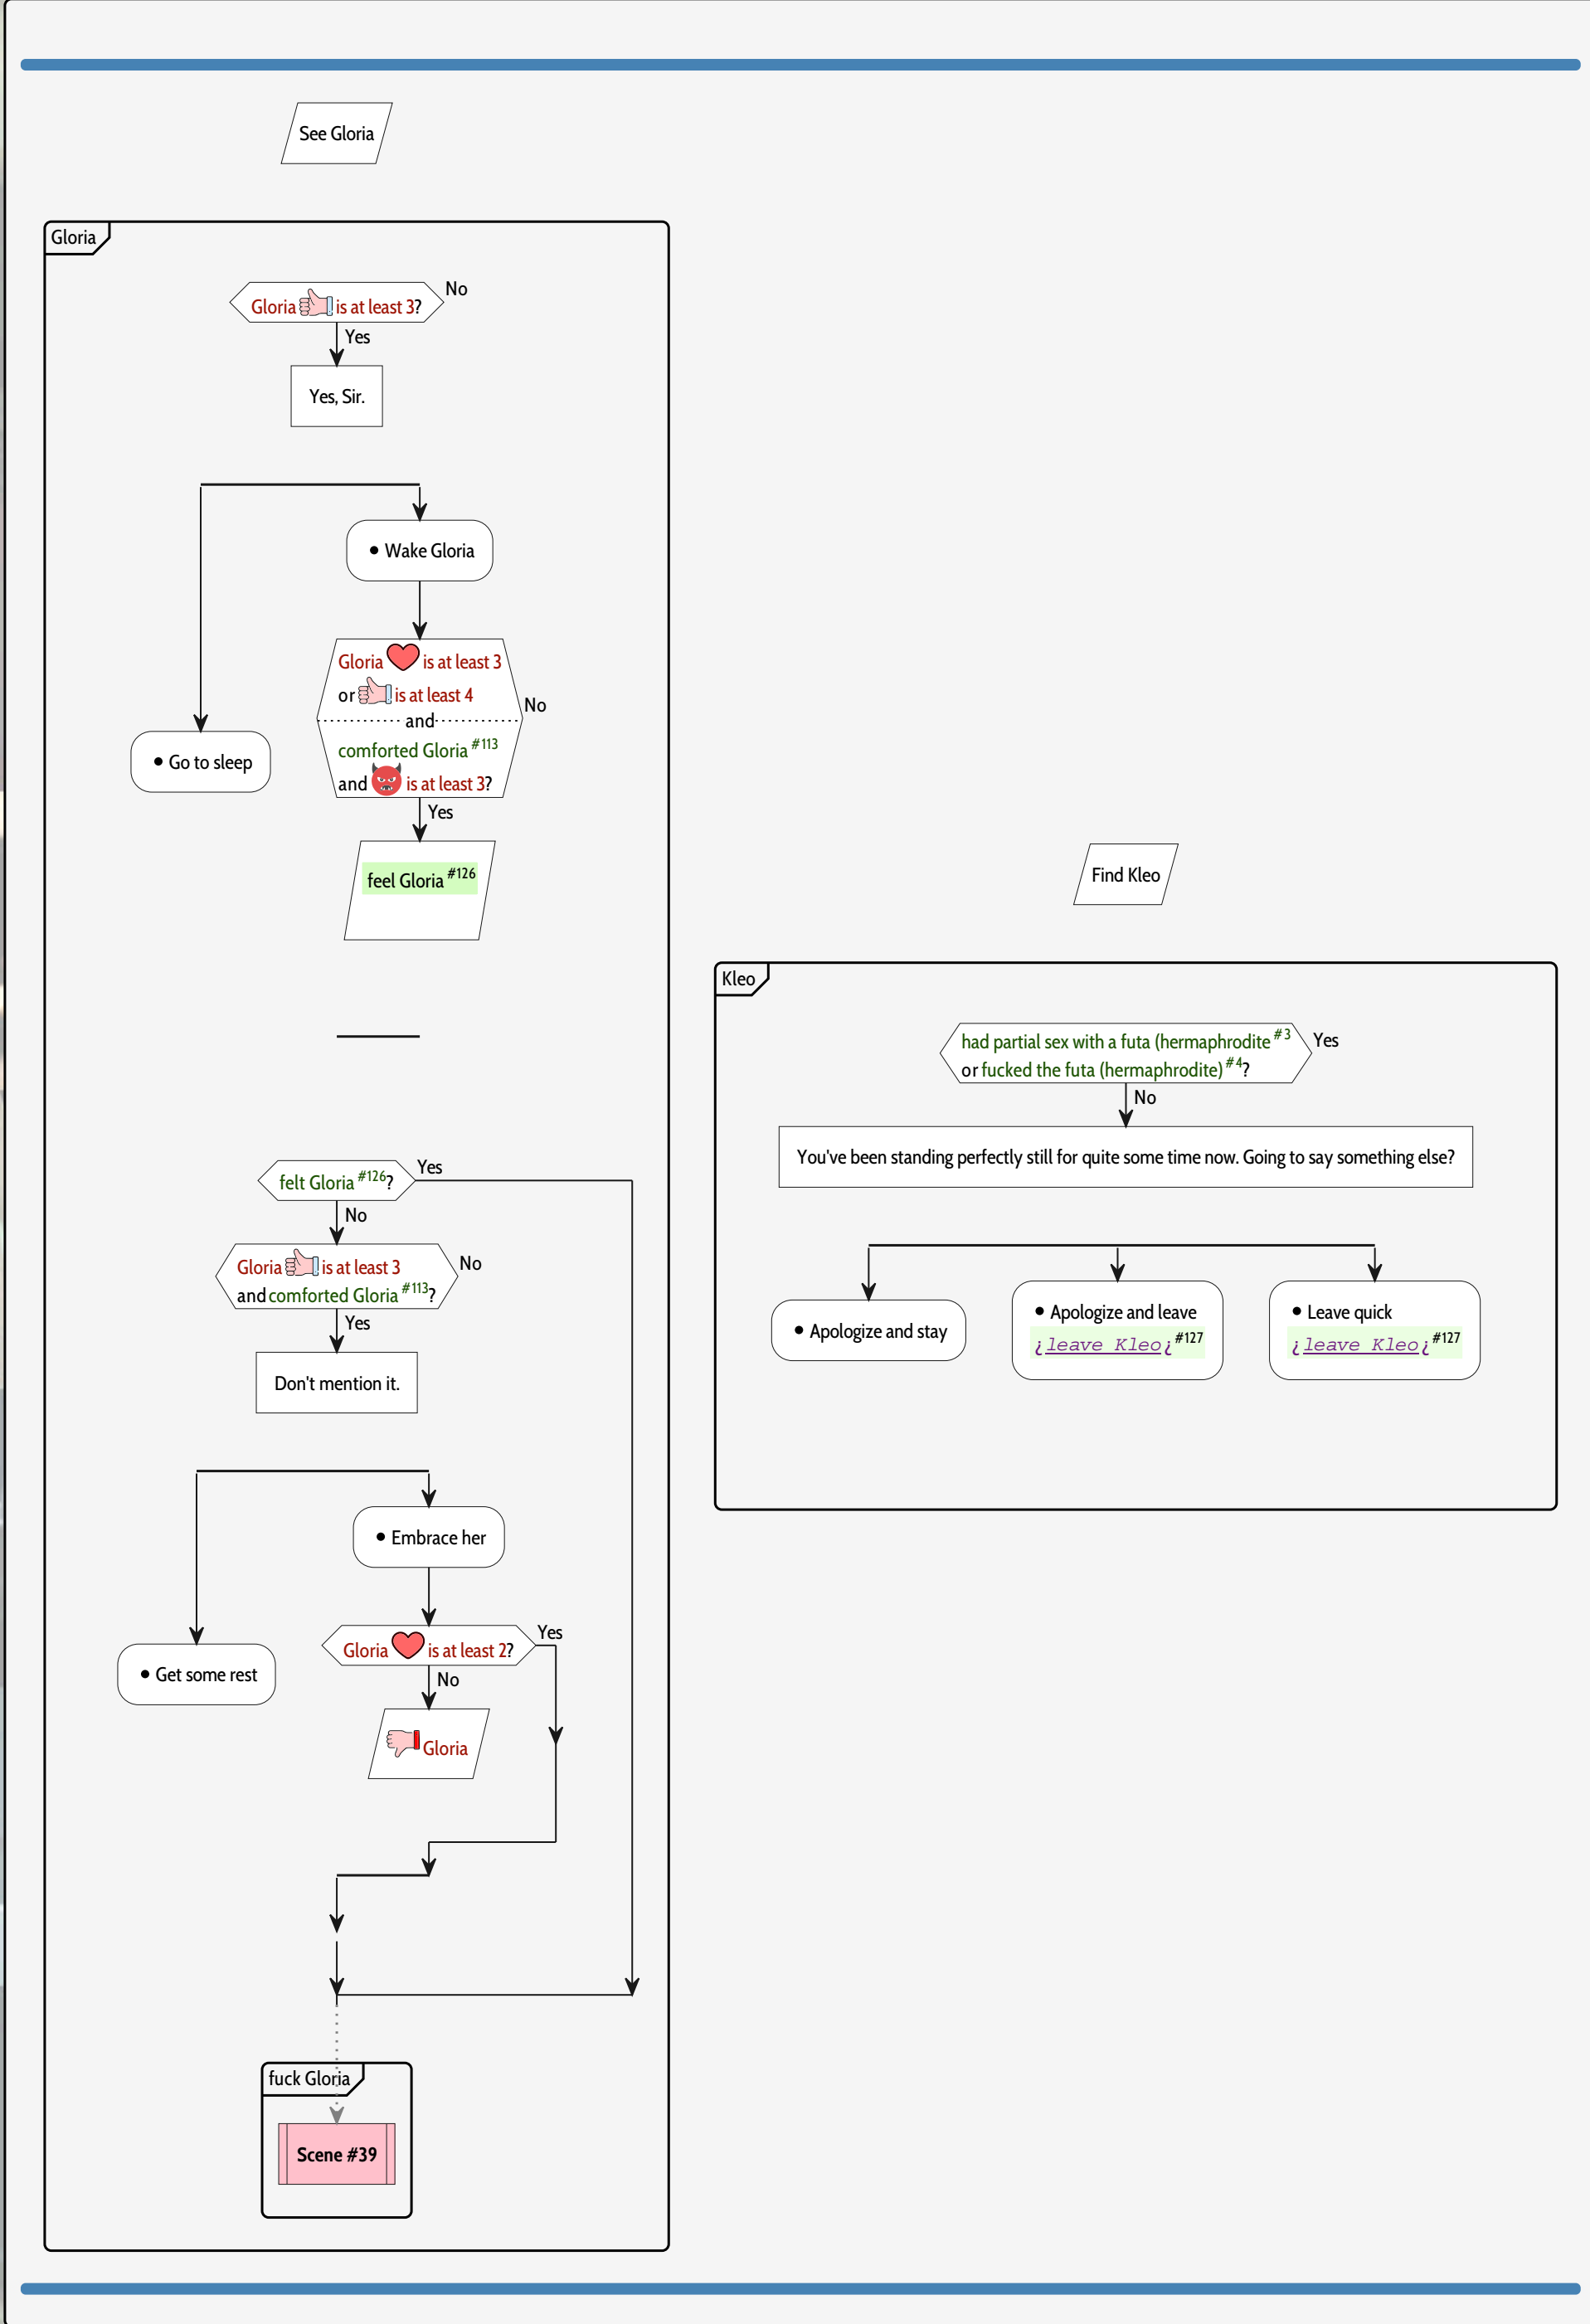 See Gloria
Gloria
Gloria is at least 3?
No
Yes
Yes, Sir.
Wake Gloria
Gloria is at least 3
or is at least 4
and
comforted Gloria #113
and is at least 3?
No
Yes
Go to sleep
feel Gloria #126
felt Gloria #126?
Yes
No
Gloria is at least 3
and comforted Gloria #113?
No
Yes
Don't mention it.
Embrace her
Gloria is at least 2?
Yes
No
Get some rest
Gloria
fuck Gloria
Scene #39
Find Kleo
Kleo
had partial sex with a futa (hermaphrodite #3
or fucked the futa (hermaphrodite) #4?
Yes
No
You've been standing perfectly still for quite some time now. Going to say something else?
Apologize and stay
Apologize and leave
¿leave Kleo¿ #127
Leave quick
¿leave Kleo¿ #127